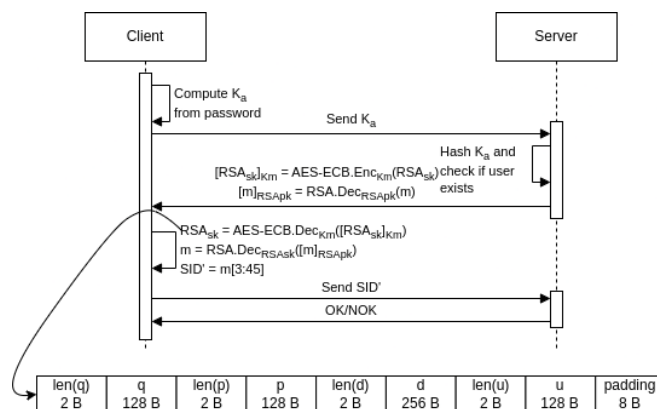 Client
Server
Compute Ka
from password
Send Ka
Hash Ka and
check if user
exists
[RSAsk]Km = AES-ECB.EncKm(RSAsk)
[m]RSApk = RSA.DecRSApk(m)
RSAsk = AES-ECB.DecKm([RSAsk]Km)
m = RSA.DecRSAsk([m]RSApk)
SID' = m[3:45]
Send SID'
OK/NOK
len(q) q len(p) p len(d) d len(u) u padding
2 B 128 B 2 B 128 B 2 B 256 B 2 B 128 B 8 B